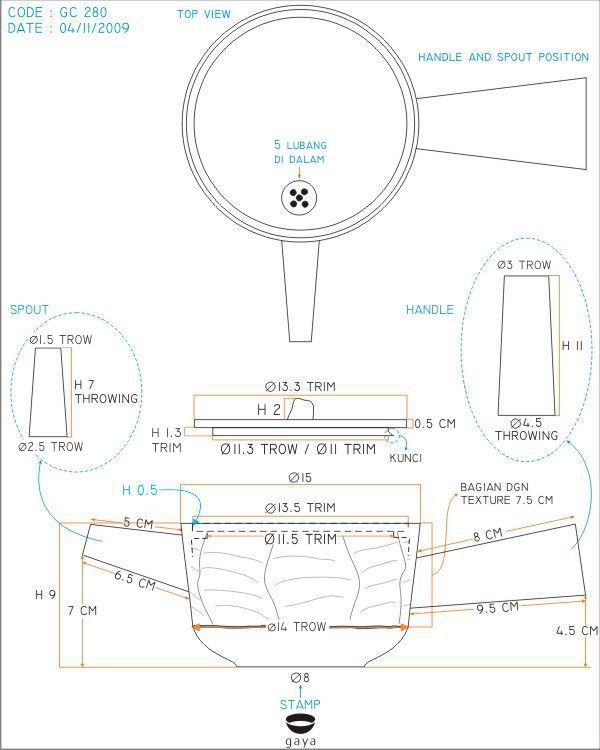 CODE : GC 280
DATE : 04/11/2009
TOP VIEW
HANDLE AND SPOUT POSITION
5 LUBANG
DI DALAM
SPOUT
Ø1.5 TROW
H 7
THROWING
Ø2.5 TROW
HANDLE
Ø3 TROW
H 11
Ø4.5
THROWING
Ø13.3 TRIM
H 2
0.5 CM
H 1.3
TRIM
Ø11.3 TROW / Ø11 TRIM
KUNCI
Ø15
H 0.5
BAGIAN DGN
TEXTURE 7.5 CM
Ø13.5 TRIM
5 CM
Ø11.5 TRIM
8 CM
6.5 CM
H 9
7 CM
9.5 CM
Ø14 TROW
4.5 CM
Ø8
STAMP
gaya